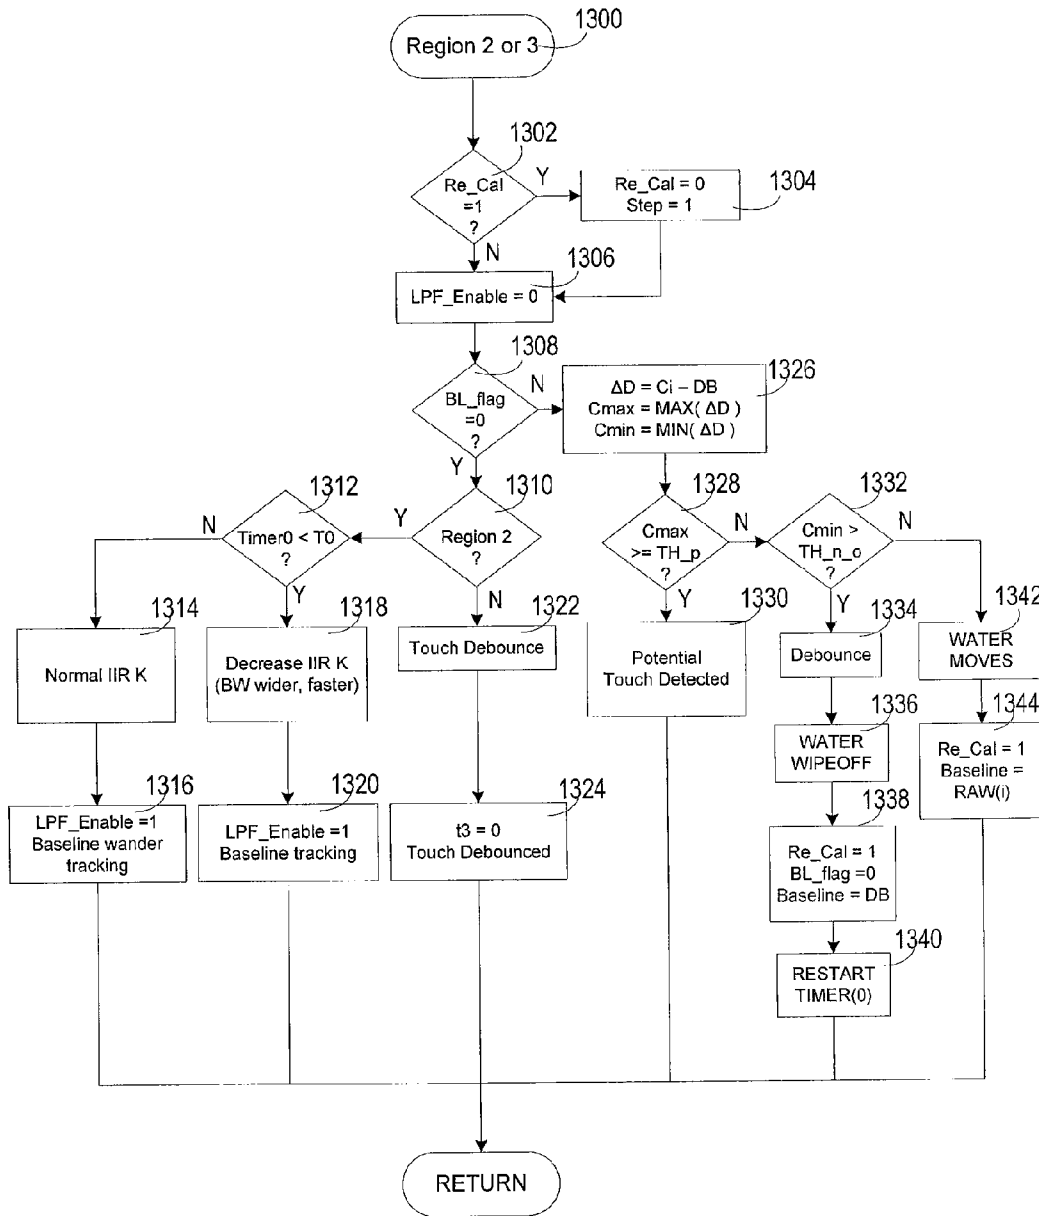 Region 2 or 3
1300
1302
Re_Cal
=1
?
Y
N
Re_Cal = 0
Step = 1
1304
1306
LPF_Enable = 0
1308
BL_flag
=0
?
N
Y
1326
ΔD = Ci – DB
Cmax = MAX( ΔD )
Cmin = MIN( ΔD )
1312
Timer0 < T0
?
N
Y
1310
Region 2
?
Y
N
1328
Cmax
>= TH_p
?
N
Y
1332
Cmin >
TH_n_o
?
N
Y
1314
Normal IIR K
1318
Decrease IIR K
(BW wider, faster)
1322
Touch Debounce
1330
Potential
Touch Detected
1334
Debounce
1342
WATER
MOVES
1336
WATER
WIPEOFF
1344
Re_Cal = 1
Baseline =
RAW(i)
1316
LPF_Enable =1
Baseline wander
tracking
1320
LPF_Enable =1
Baseline tracking
1324
t3 = 0
Touch Debounced
1338
Re_Cal = 1
BL_flag =0
Baseline = DB
1340
RESTART
TIMER(0)
RETURN